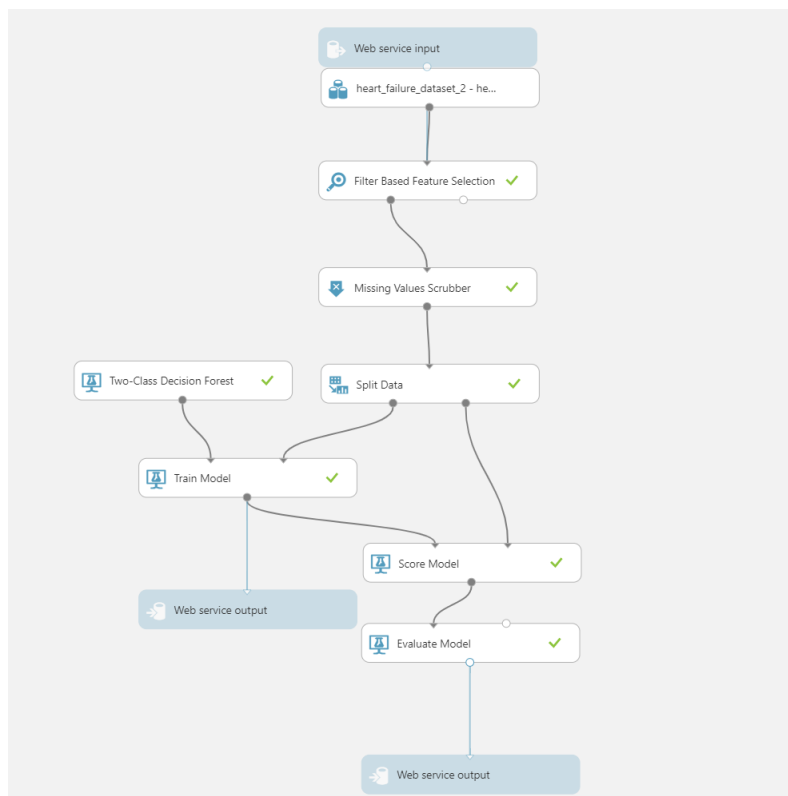 Web service input
heart_failure_dataset_2 - he...
Filter Based Feature Selection
Missing Values Scrubber
Two-Class Decision Forest
Split Data
Train Model
Score Model
Web service output
Evaluate Model
Web service output